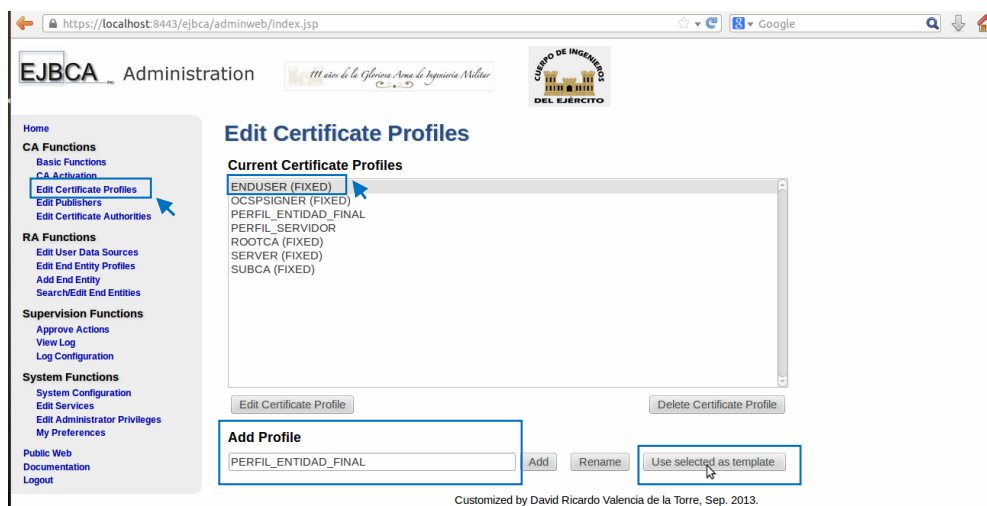 https://localhost:8443/ejbca/adminweb/index.jsp
Google
EJBCA Administration
111 años de la Gloriosa Arma de Ingeniería Militar
CUERPO DE INGENIEROS
DEL EJÉRCITO
Home
CA Functions
Basic Functions
CA Activation
Edit Certificate Profiles
Edit Publishers
Edit Certificate Authorities
RA Functions
Edit User Data Sources
Edit End Entity Profiles
Add End Entity
Search/Edit End Entities
Supervision Functions
Approve Actions
View Log
Log Configuration
System Functions
System Configuration
Edit Services
Edit Administrator Privileges
My Preferences
Public Web
Documentation
Logout
Edit Certificate Profiles
Current Certificate Profiles
ENDUSER (FIXED)
OCSPSIGNER (FIXED)
PERFIL_ENTIDAD_FINAL
PERFIL_SERVIDOR
ROOTCA (FIXED)
SERVER (FIXED)
SUBCA (FIXED)
Edit Certificate Profile Delete Certificate Profile
Add Profile
PERFIL_ENTIDAD_FINAL Add Rename Use selected as template
Customized by David Ricardo Valencia de la Torre, Sep. 2013.